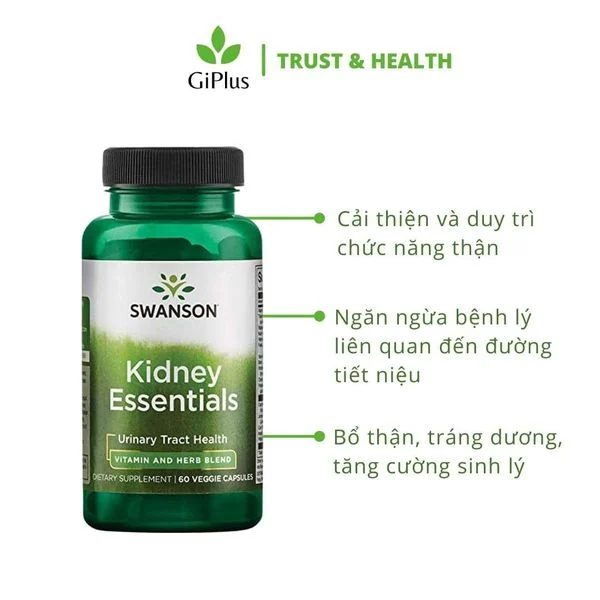 GiPlus
TRUST & HEALTH
Cải thiện và duy trì
chức năng thận
Ngăn ngừa bệnh lý
liên quan đến đường
tiết niệu
Bổ thận, tráng dương,
tăng cường sinh lý
SWANSON
Kidney
Essentials
Urinary Tract Health
VITAMIN AND HERB BLEND
DIETARY SUPPLEMENT | 60 VEGGIE CAPSULES